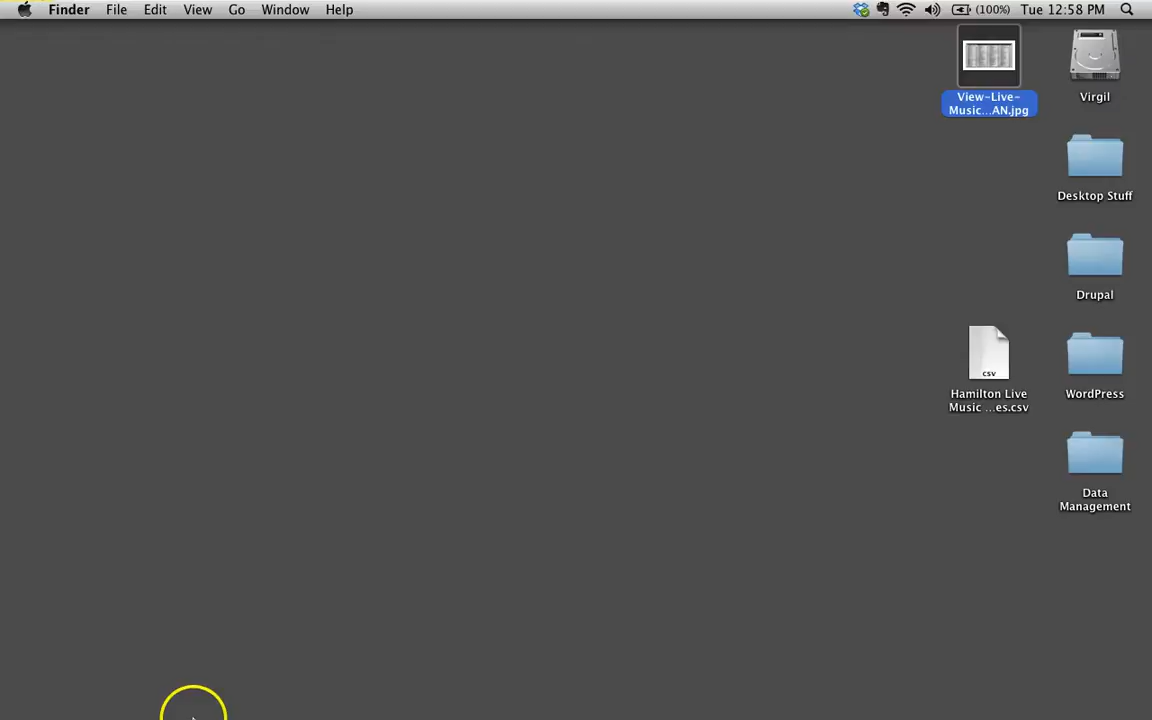 Finder File Edit View Go Window Help (100%) Tue 12:58 PM
View-Live-
Music...AN.jpg
Virgil
Desktop Stuff
Drupal
csv
Hamilton Live
Music ...es.csv
WordPress
Data
Management